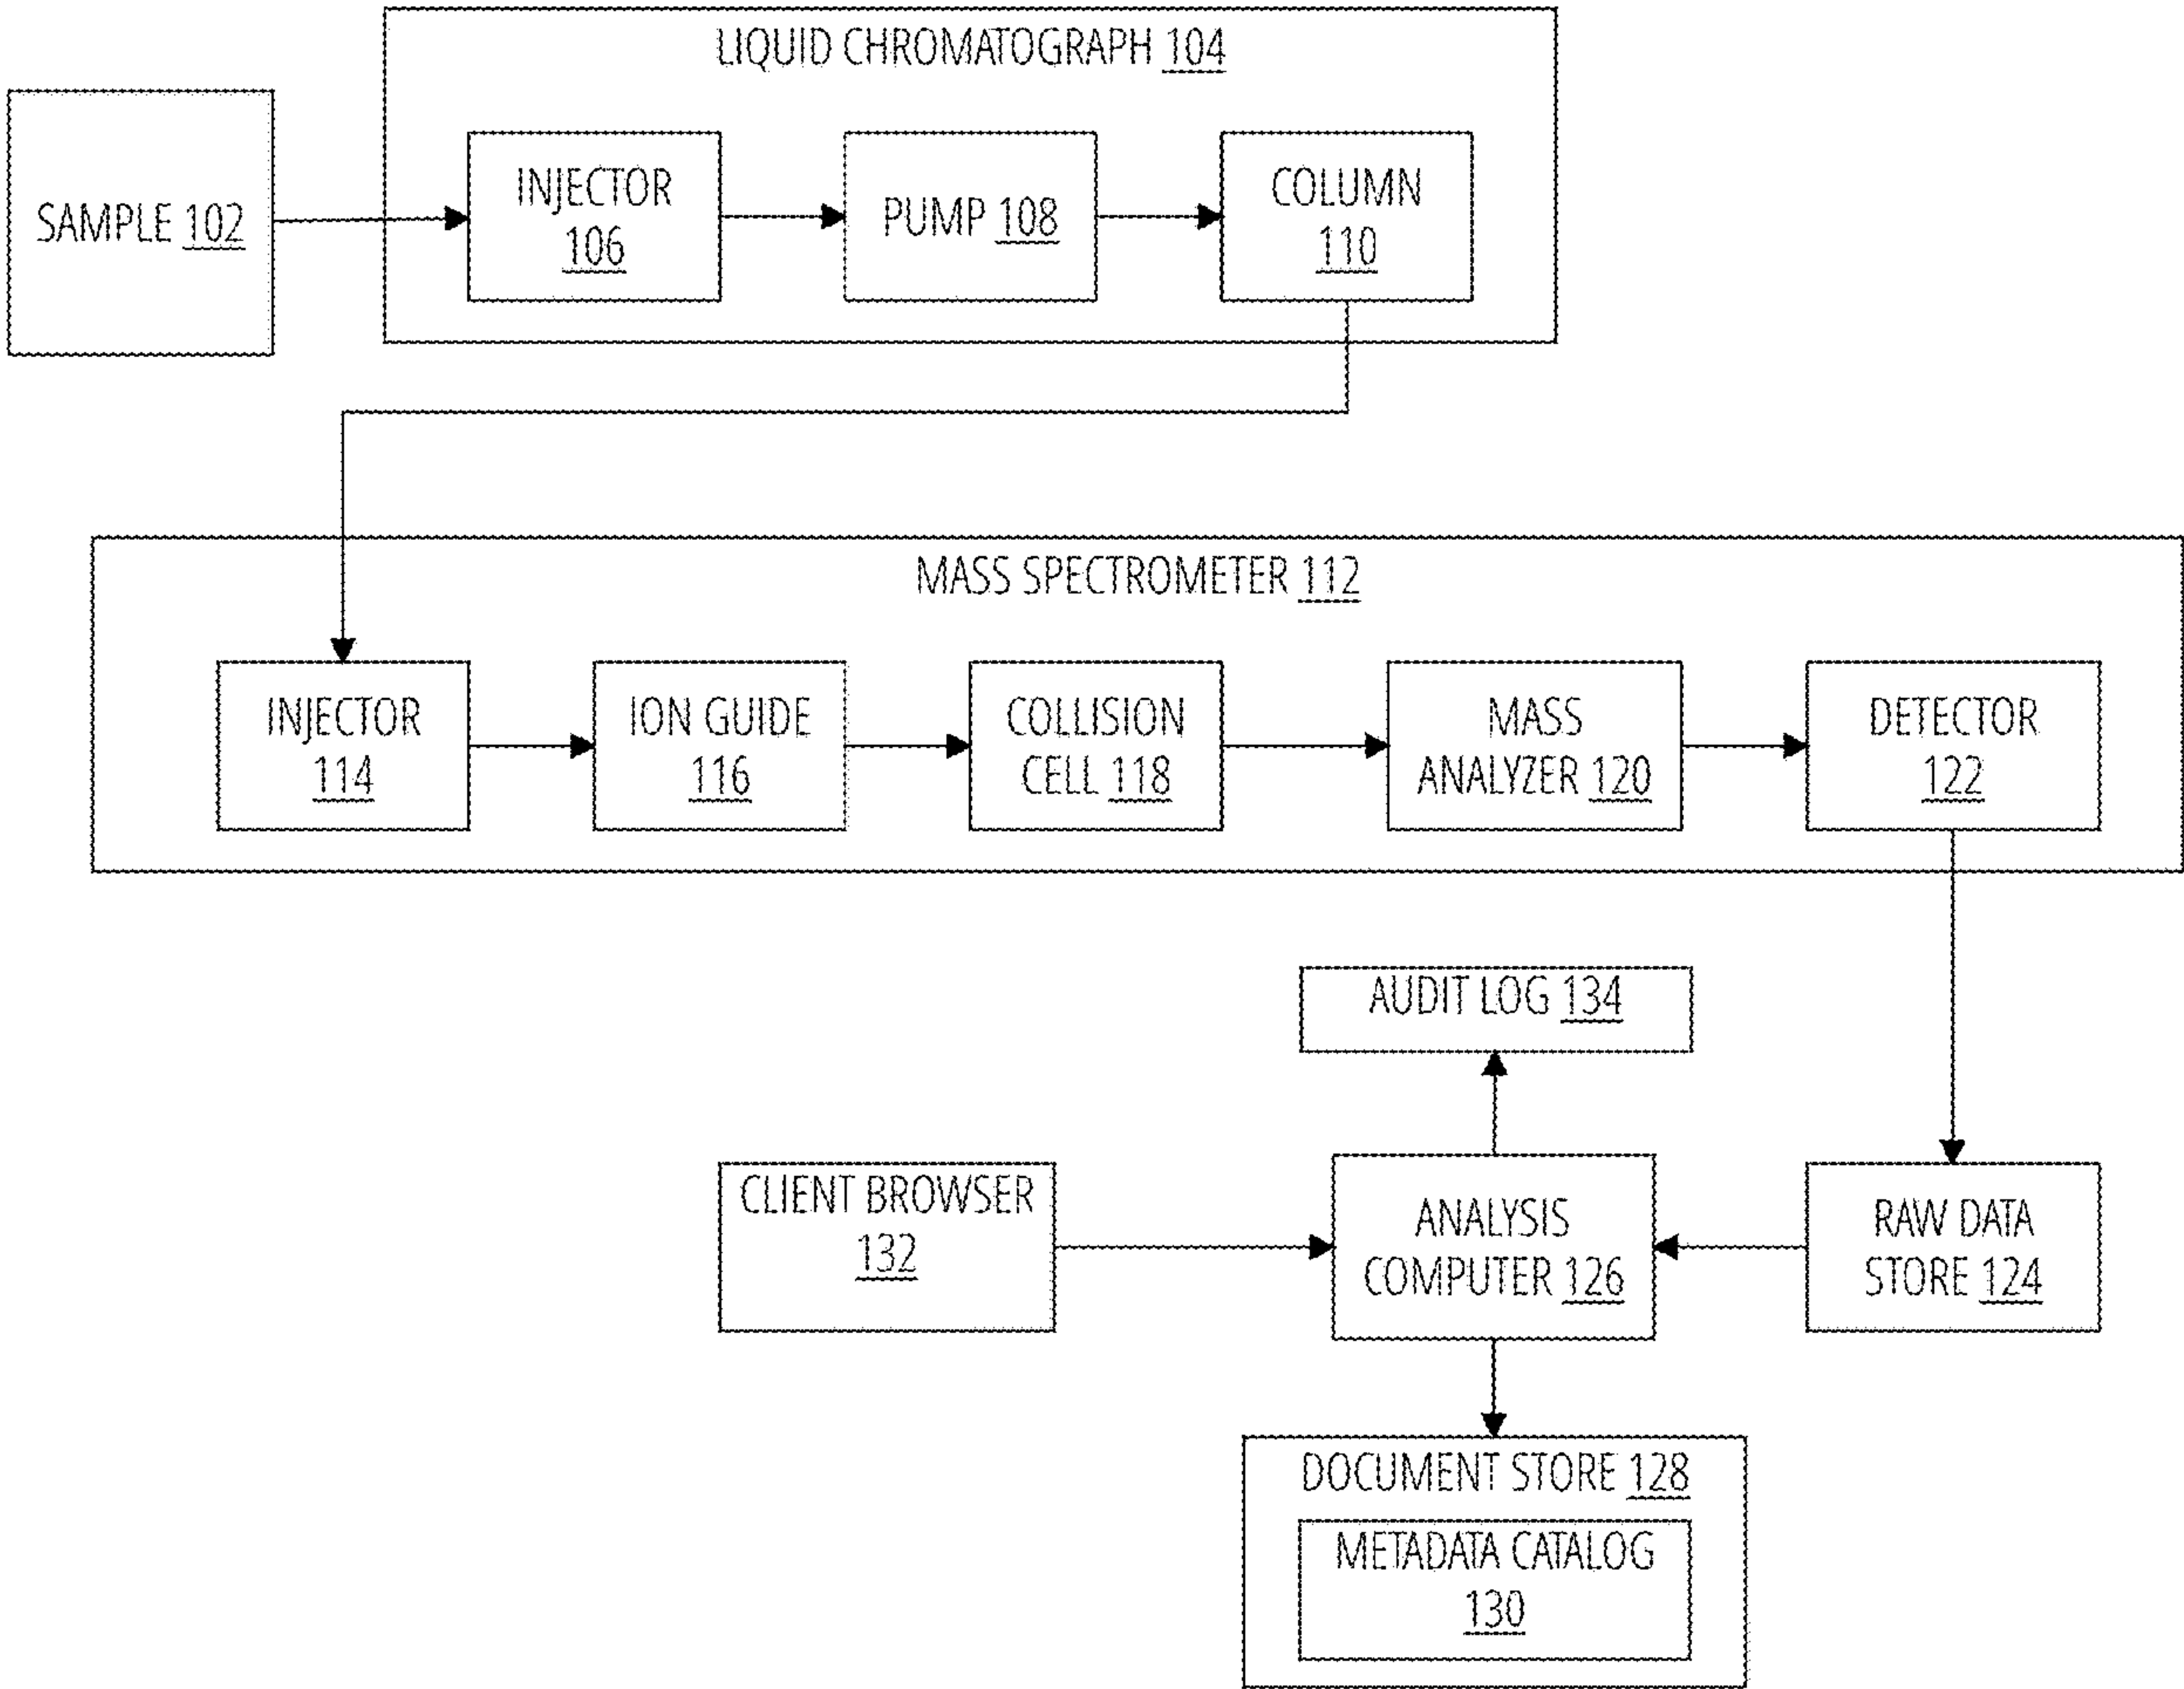 LIQUID CHROMATOGRAPH 104
SAMPLE 102
INJECTOR
106
PUMP 108
COLUMN
110
MASS SPECTROMETER 112
INJECTOR
114
ION GUIDE
116
COLLISION
CELL 118
MASS
ANALYZER 120
DETECTOR
122
AUDIT LOG 134
CLIENT BROWSER
132
ANALYSIS
COMPUTER 126
RAW DATA
STORE 124
DOCUMENT STORE 128
METADATA CATALOG
130